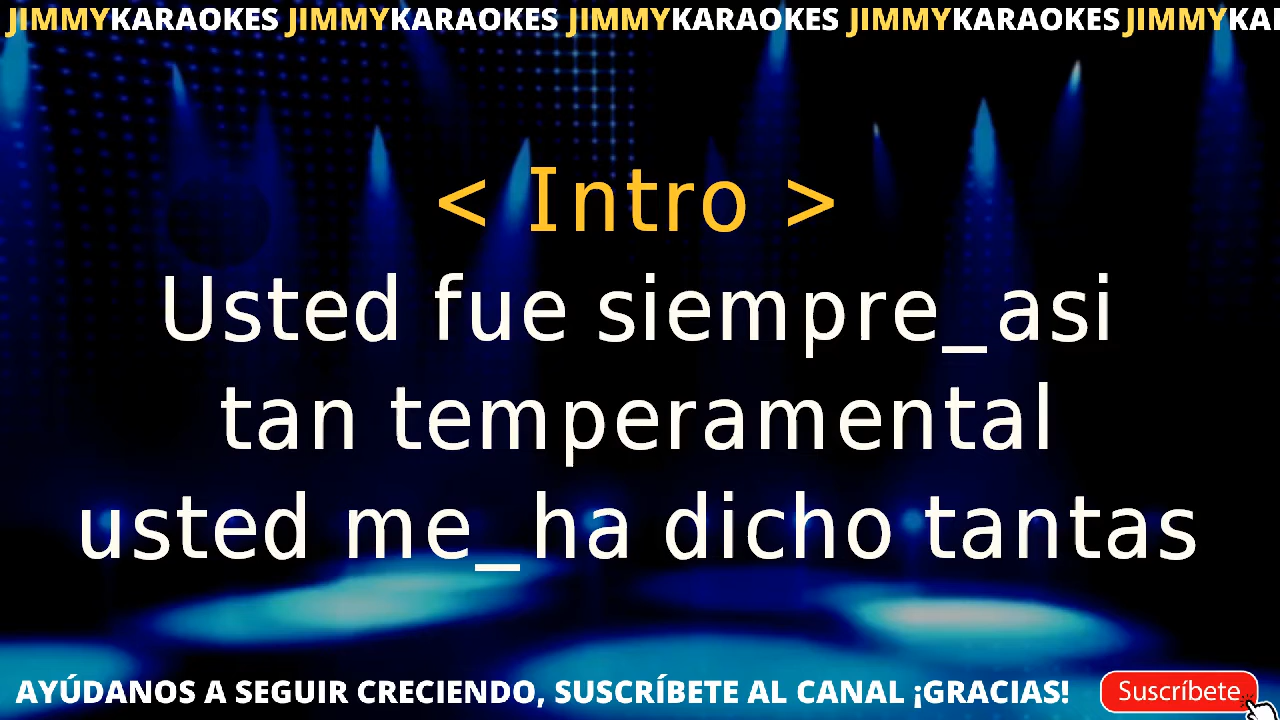 JIMMYKARAOKES JIMMYKARAOKES JIMMYKARAOKES JIMMYKARAOKES JIMMYKA
< Intro >
Usted fue siempre_asi
tan temperamental
usted me_ha dicho tantas
AYÚDANOS A SEGUIR CRECIENDO, SUSCRÍBETE AL CANAL ¡GRACIAS! Suscríbete